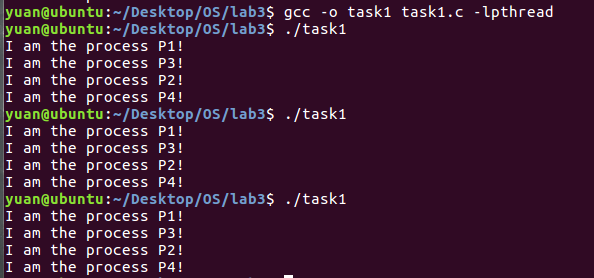 yuan@ubuntu:~/Desktop/OS/lab3$ gcc -o task1 task1.c -lpthread
yuan@ubuntu:~/Desktop/OS/lab3$ ./task1
I am the process P1!
I am the process P3!
I am the process P2!
I am the process P4!
yuan@ubuntu:~/Desktop/OS/lab3$ ./task1
I am the process P1!
I am the process P3!
I am the process P2!
I am the process P4!
yuan@ubuntu:~/Desktop/OS/lab3$ ./task1
I am the process P1!
I am the process P3!
I am the process P2!
I am the process P4!